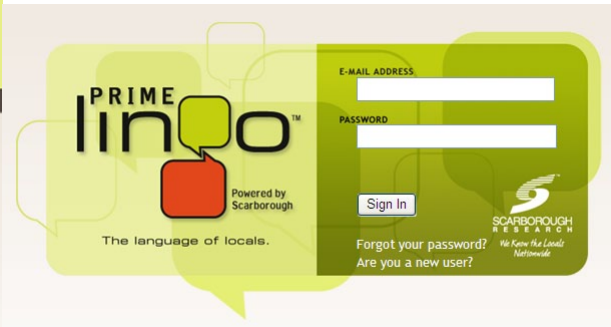 PRIME
lingo™
Powered by
Scarborough
The language of locals.
E-MAIL ADDRESS
PASSWORD
Sign In
Forgot your password?
Are you a new user?
SCARBOROUGH
RESEARCH
We Know the Locals
Nationwide